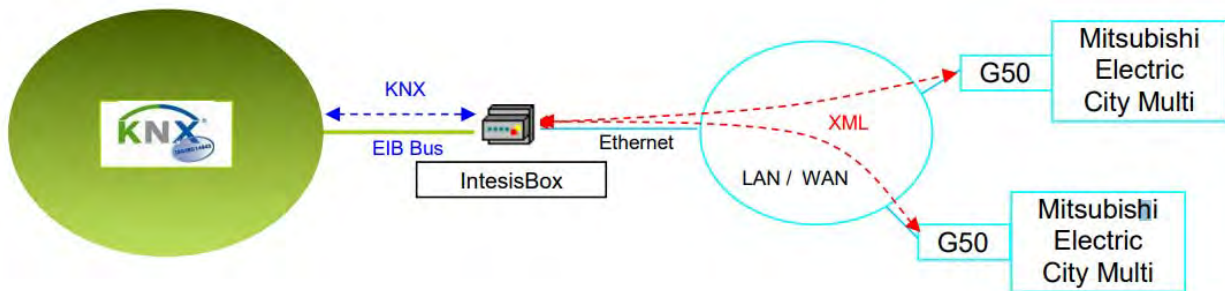 KNX
EIB Bus
KNX®
IntesisBox
Ethernet
LAN / WAN
XML
G50
Mitsubishi
Electric
City Multi
G50
Mitsubishi
Electric
City Multi